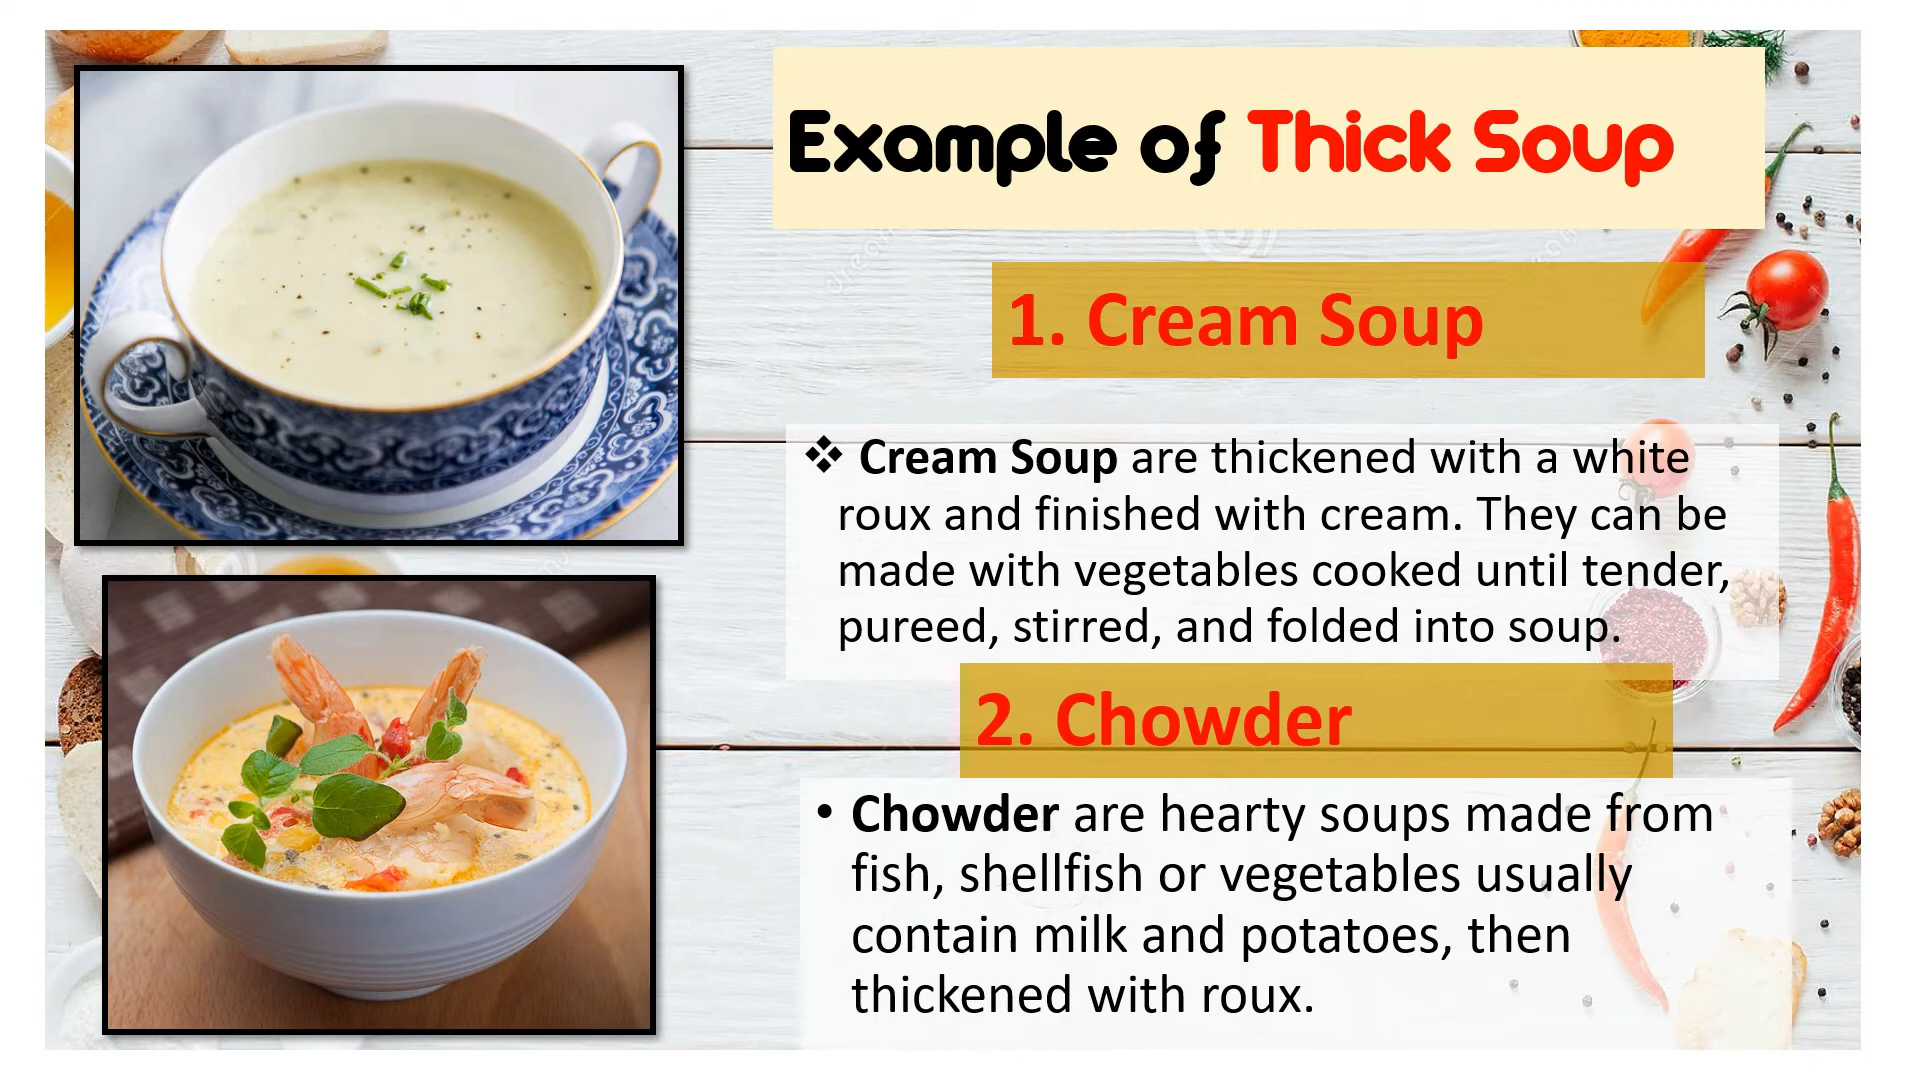 Example of Thick Soup
1. Cream Soup
❖ Cream Soup are thickened with a white
roux and finished with cream. They can be
made with vegetables cooked until tender,
pureed, stirred, and folded into soup.
2. Chowder
• Chowder are hearty soups made from
fish, shellfish or vegetables usually
contain milk and potatoes, then
thickened with roux.